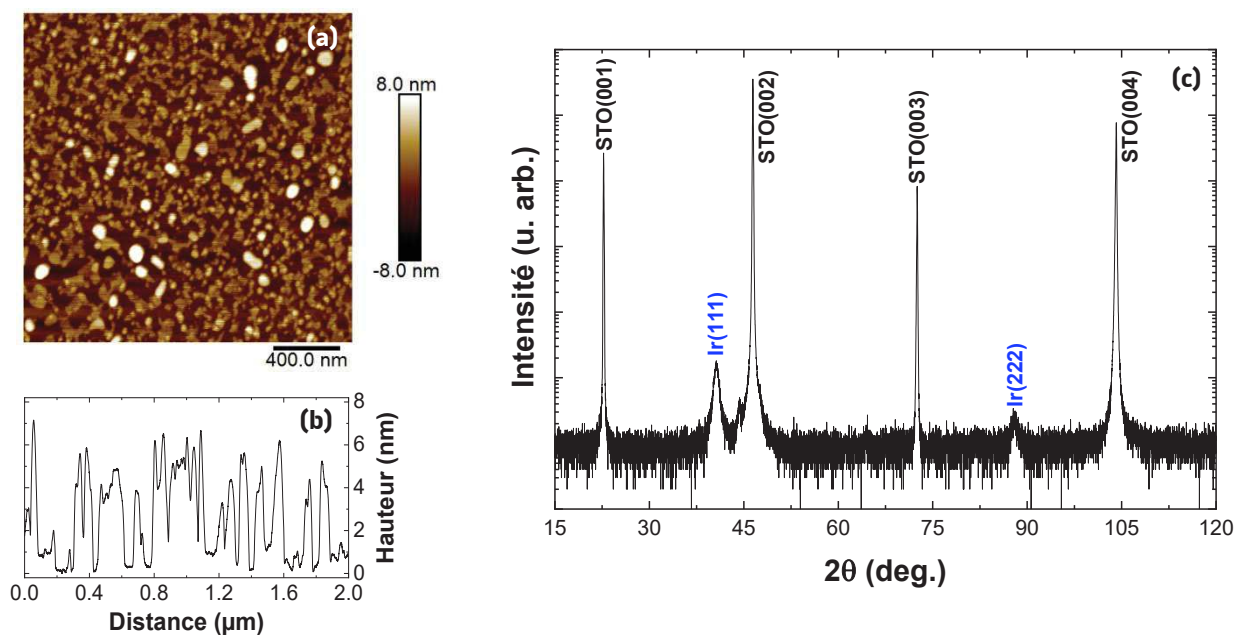 (a)
8.0 nm
-8.0 nm
400.0 nm
(b)
8
6
4
2
0
Hauteur (nm)
0.0 0.4 0.8 1.2 1.6 2.0
Distance (µm)
(c)
STO(001)
Ir(111)
STO(002)
STO(003)
Ir(222)
STO(004)
Intensité (u. arb.)
15 30 45 60 75 90 105 120
2θ (deg.)